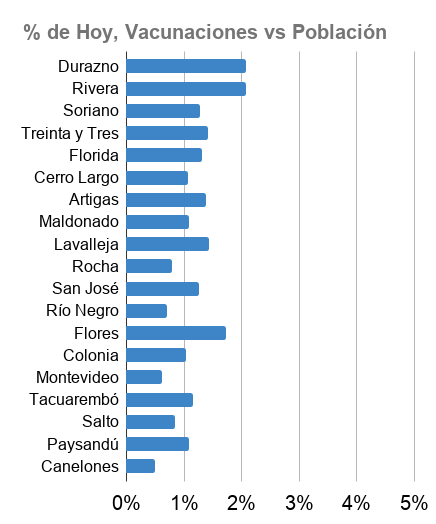 % de Hoy, Vacunaciones vs Población
Durazno
Rivera
Soriano
Treinta y Tres
Florida
Cerro Largo
Artigas
Maldonado
Lavalleja
Rocha
San José
Río Negro
Flores
Colonia
Montevideo
Tacuarembó
Salto
Paysandú
Canelones
0% 1% 2% 3% 4% 5%